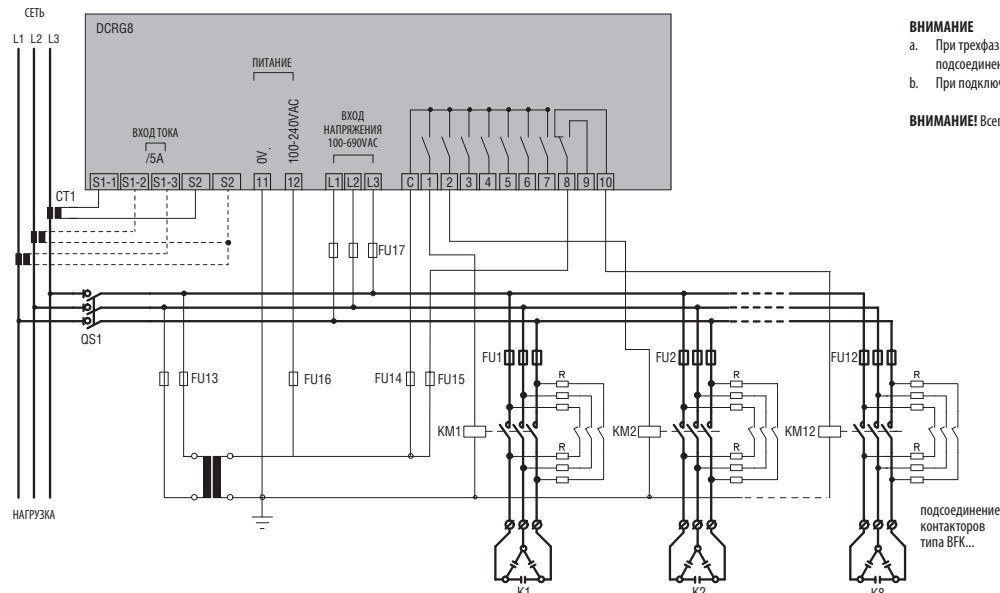 СЕТЬ
L1 L2 L3
DCRG8
ПИТАНИЕ
ВХОД ТОКА
/5A
0V.
100-240VAC
ВХОД
НАПРЯЖЕНИЯ
100-690VAC
S1-1 S1-2 S1-3 S2 S2 11 12 L1 L2 L3 C 1 2 3 4 5 6 7 8 9 10
CT1
FU17
QS1
FU13 FU16 FU14 FU15
FU1 FU2 FU12
R R R
KM1 KM2 KM12
R R R
НАГРУЗКА
K1 K2 K8
подсоединение
контакторов
типа BFK...
ВНИМАНИЕ
a. При трехфаз
подсоединен
b. При подключ
ВНИМАНИЕ! Всег